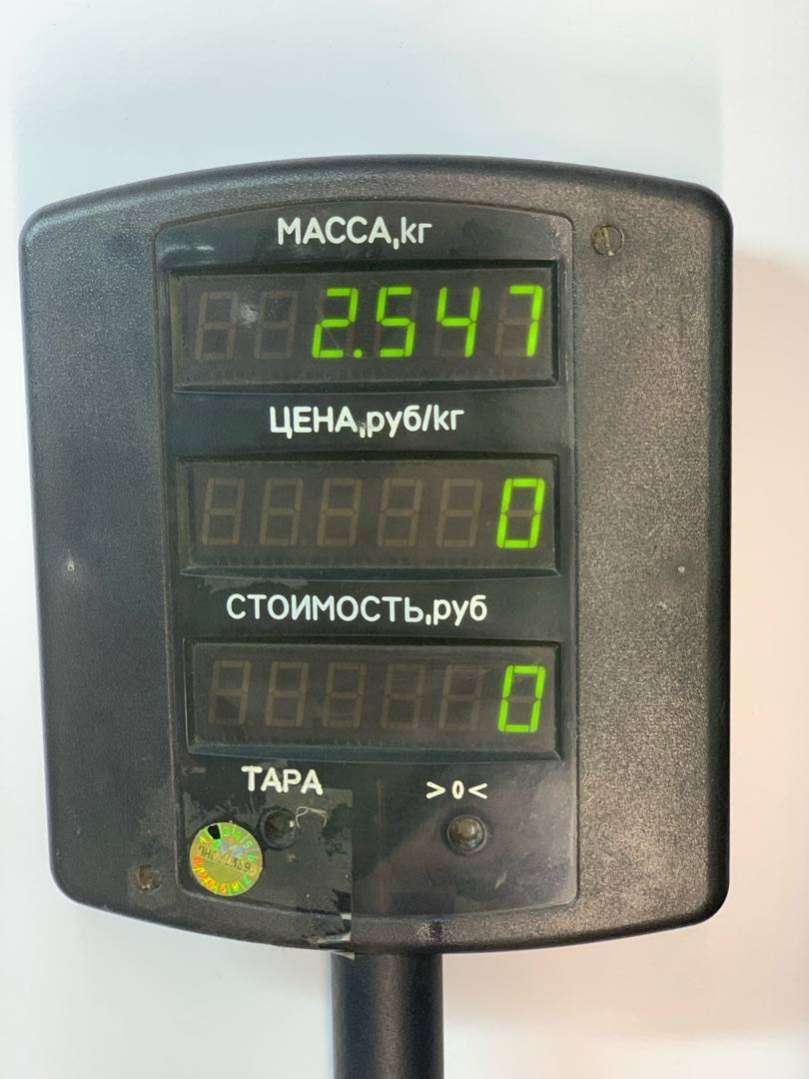 МАССА,кг
2.547
ЦЕНА,руб/кг
0
СТОИМОСТЬ,руб
0
ТАРА >0<